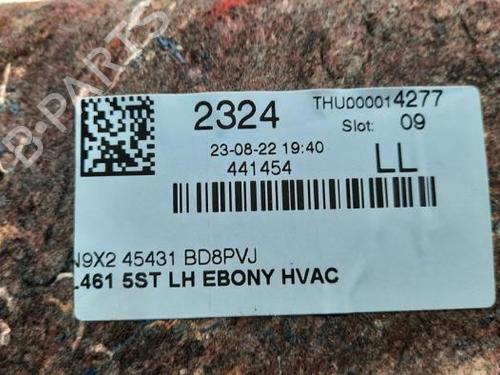 2324
THU000014277
Slot: 09
23-08-22 19:40
441454
LL
N9X2 45431 BD8PVJ
L461 5ST LH EBONY HVAC
B-PARTS